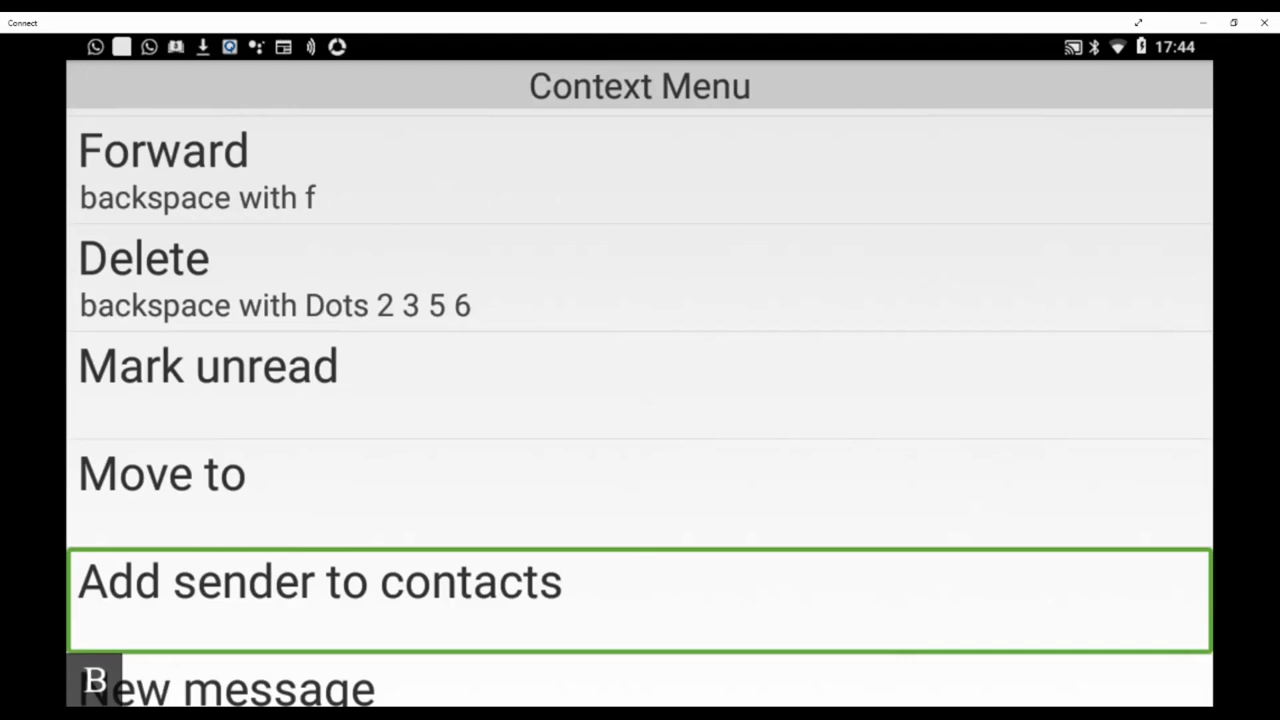 Connect
17:44
Context Menu
Forward
backspace with f
Delete
backspace with Dots 2 3 5 6
Mark unread
Move to
Add sender to contacts
B
New message